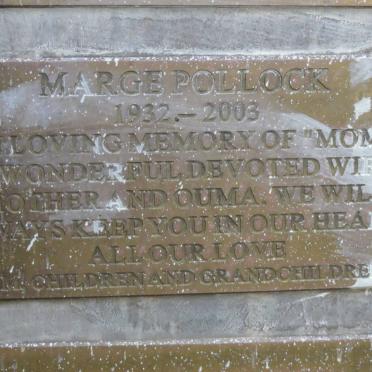 MARGE POLLOCK
1932.– 2003
LOVING MEMORY OF "MOM
WONDERFUL DEVOTED WI
OTHER AND OUMA. WE WIL
WAYS KEEP YOU IN OUR HEA
ALL OUR LOVE
CHILDREN AND GRANDCHILDRE